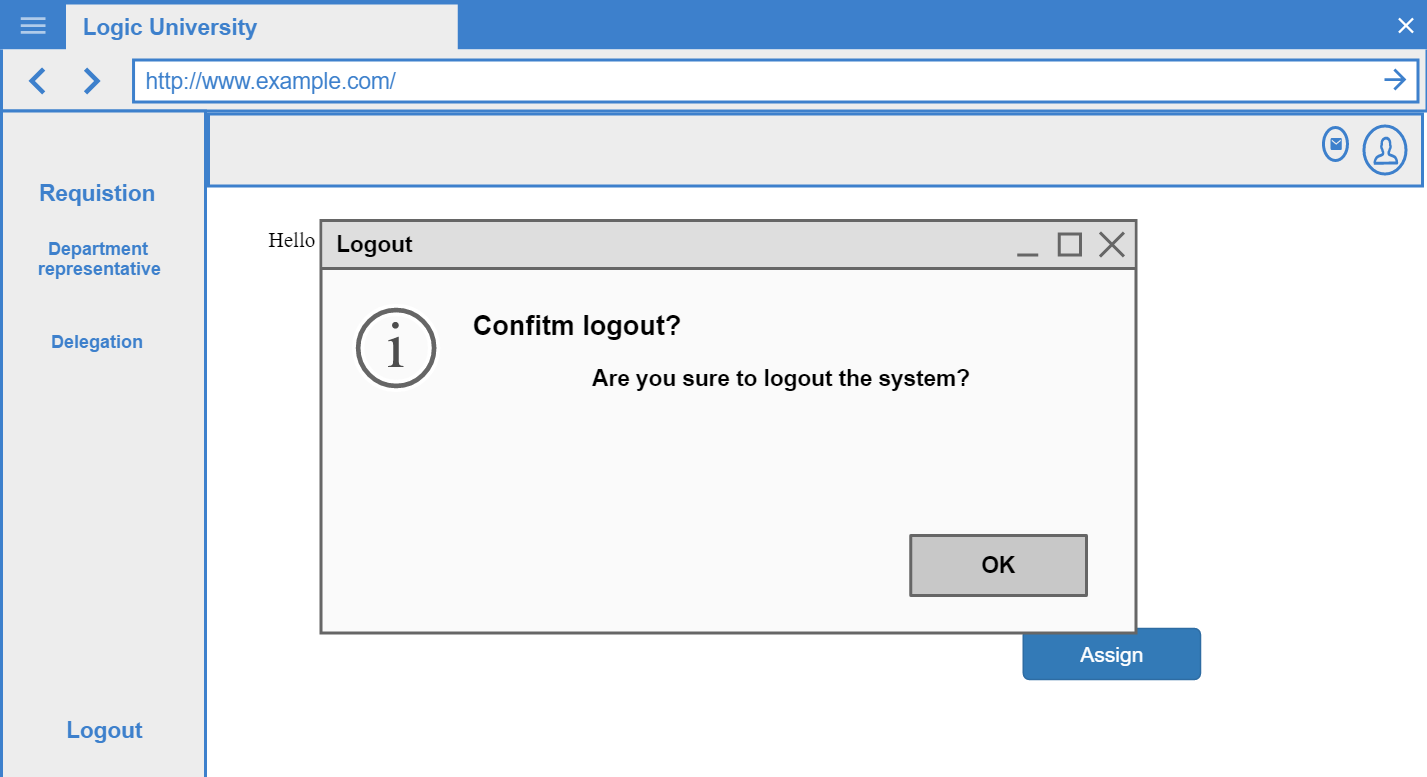 Logic University
http://www.example.com/
Requistion
Department
representative
Delegation
Logout
Hello
Logout
Confitm logout?
Are you sure to logout the system?
OK
Assign